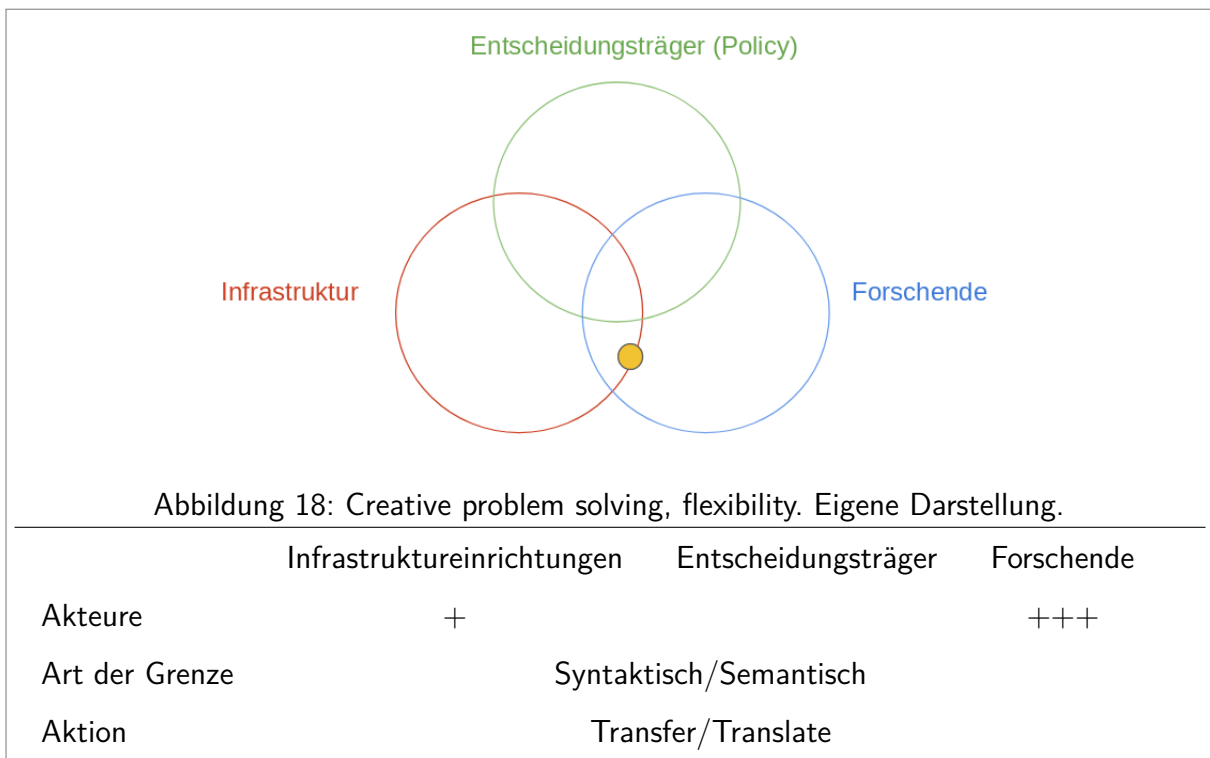 Entscheidungsträger (Policy)
Infrastruktur
Forschende
Abbildung 18: Creative problem solving, flexibility. Eigene Darstellung.
Infrastruktureinrichtungen Entscheidungsträger Forschende
Akteure + +++
Art der Grenze Syntaktisch/Semantisch
Aktion Transfer/Translate